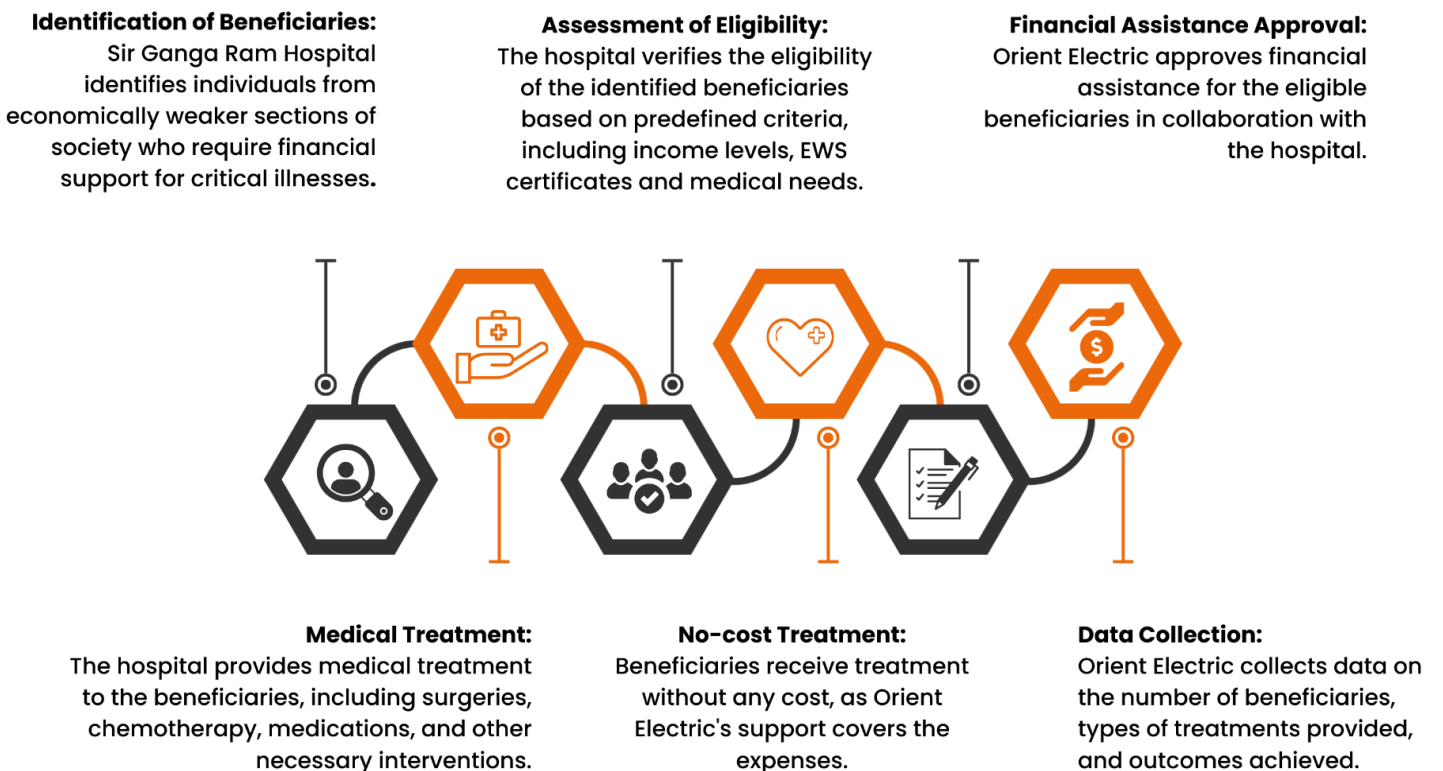 Identification of Beneficiaries:
Sir Ganga Ram Hospital
identifies individuals from
economically weaker sections of
society who require financial
support for critical illnesses.
Assessment of Eligibility:
The hospital verifies the eligibility
of the identified beneficiaries
based on predefined criteria,
including income levels, EWS
certificates and medical needs.
Financial Assistance Approval:
Orient Electric approves financial
assistance for the eligible
beneficiaries in collaboration with
the hospital.
$
Medical Treatment:
The hospital provides medical treatment
to the beneficiaries, including surgeries,
chemotherapy, medications, and other
necessary interventions.
No-cost Treatment:
Beneficiaries receive treatment
without any cost, as Orient
Electric's support covers the
expenses.
Data Collection:
Orient Electric collects data on
the number of beneficiaries,
types of treatments provided,
and outcomes achieved.